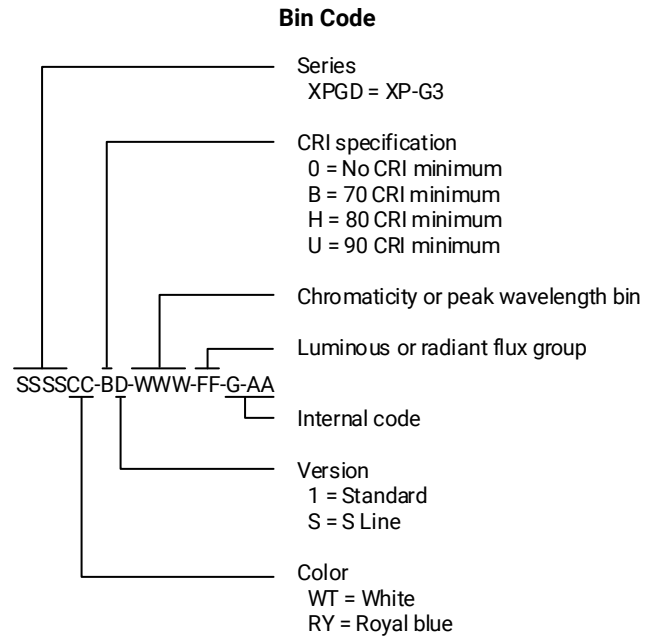 Bin Code
Series
XPGD = XP-G3
CRI specification
0 = No CRI minimum
B = 70 CRI minimum
H = 80 CRI minimum
U = 90 CRI minimum
Chromaticity or peak wavelength bin
Luminous or radiant flux group
SSSSCC-BD-WWW-FF-G-AA
Internal code
Version
1 = Standard
S = S Line
Color
WT = White
RY = Royal blue